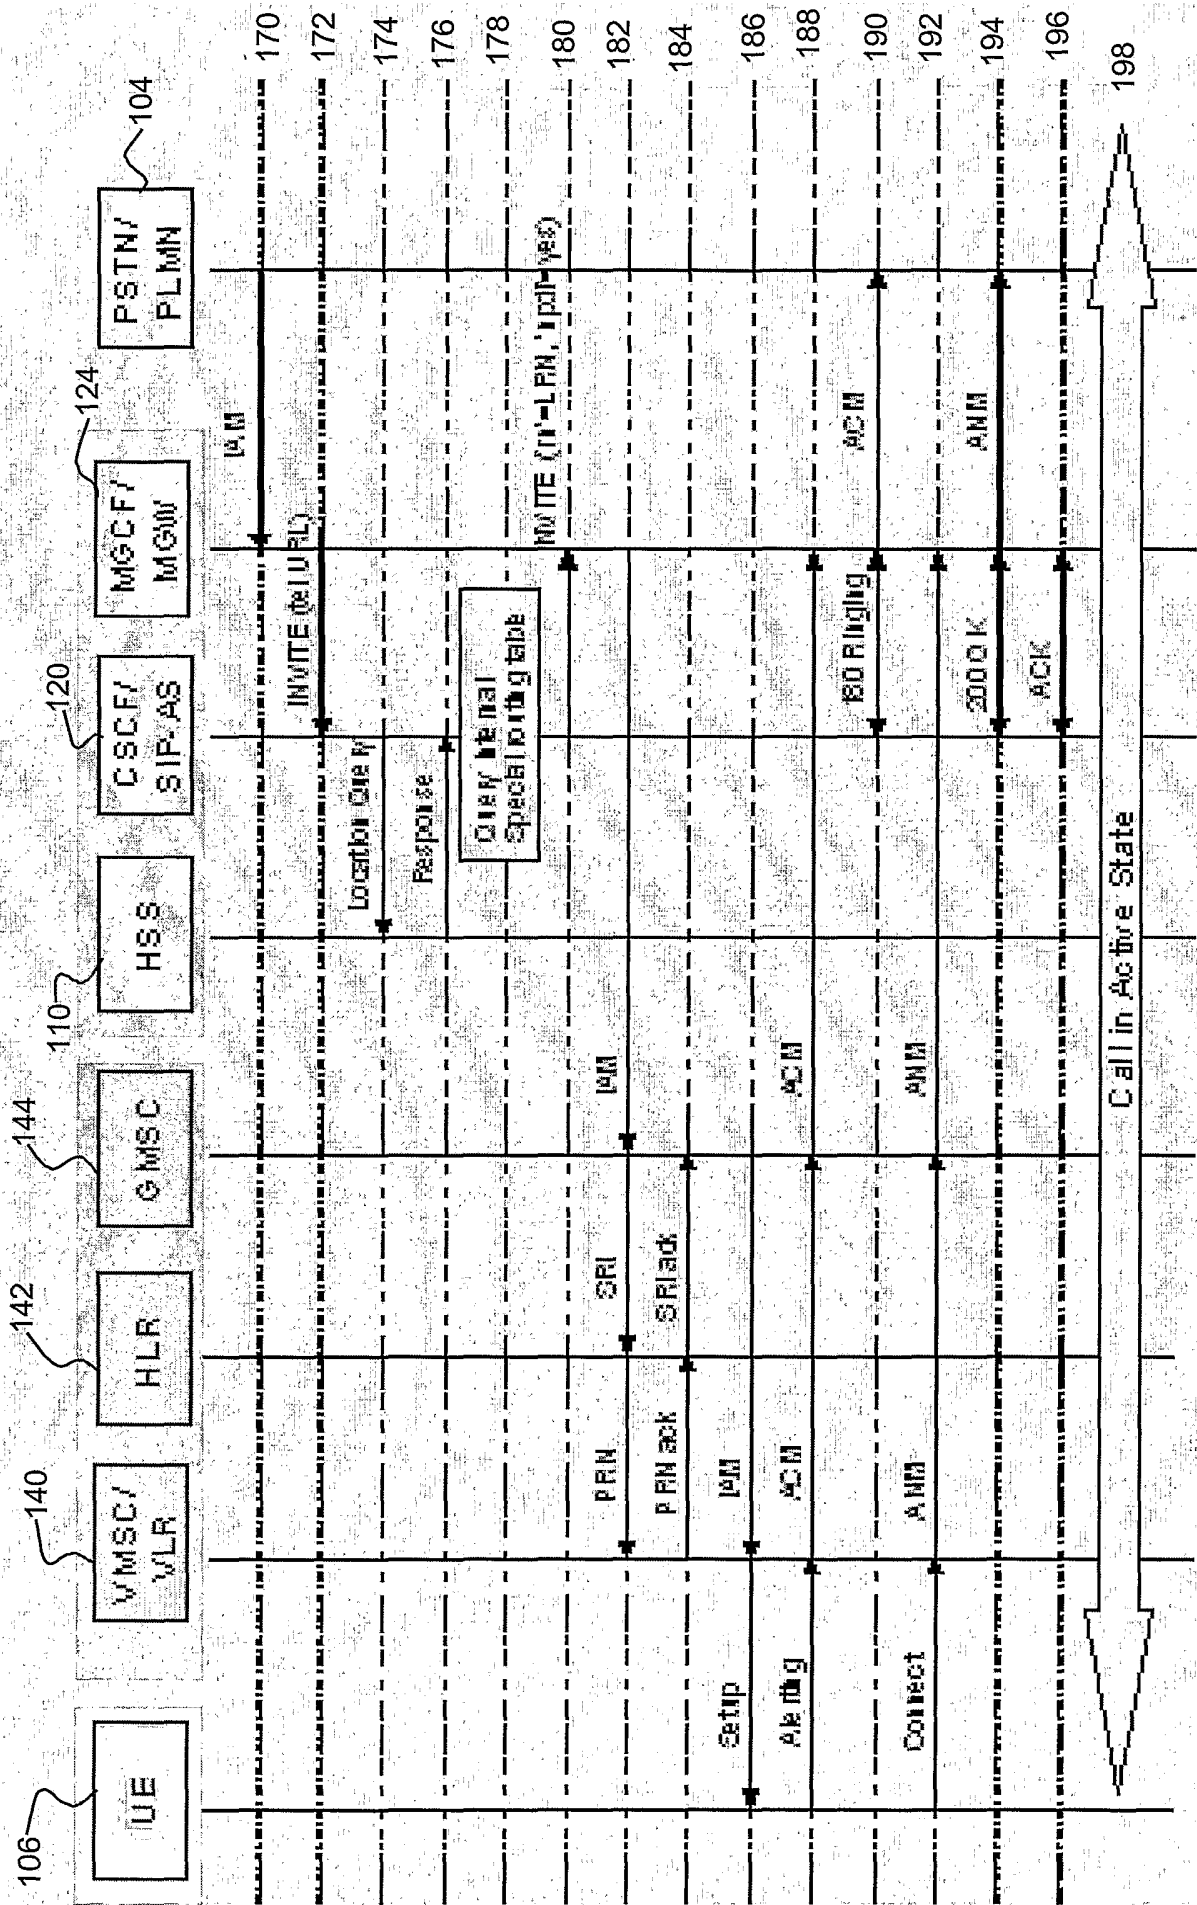 106
UE
140
VMSC/
VLR
142
HLR
144
GMSC
110
HSS
120
CSCF/
SIP-AS
124
MGCF/
MGW
104
PSTN/
PLMN
IAM
170
INVITE (tel URL)
172
Location Query
174
Response
176
Query internal
Special routing table
178
INVITE (rn=LRN, npdi=yes)
180
PRN
SRI
IAM
182
PRN ack
SRI ack
184
Setup
IAM
186
Alerting
ACM
ACM
188
180 Ringing
ACM
190
Connect
ANM
ANM
192
200 OK
ANM
194
ACK
196
Call in Active State
198